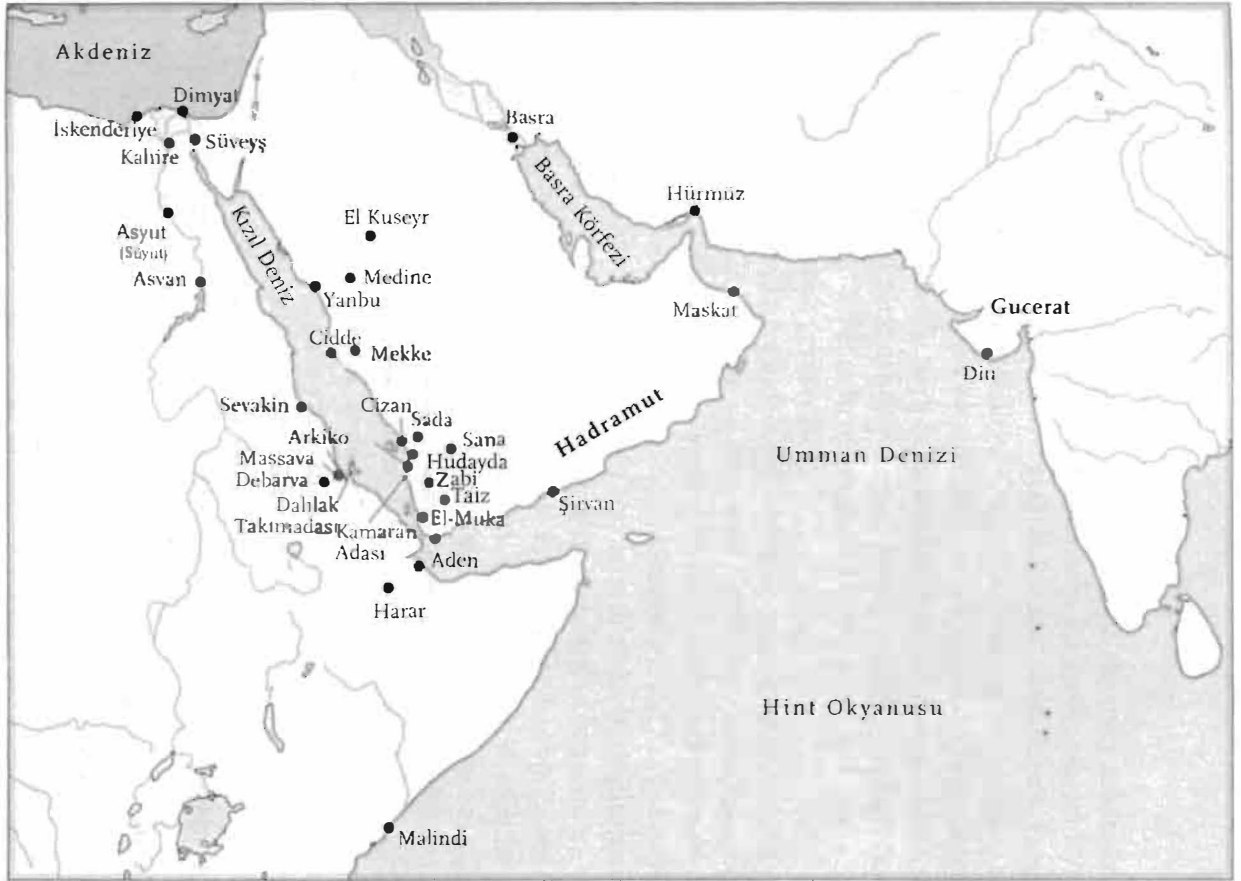 Akdeniz
Dimyat
İskenderiye
Süveyş
Kahire
Basra
Basra Körfezi
Hürmüz
Kızıl Deniz
El Kuseyr
Asyut
(Süyut)
Asvan
Medine
Yanbu
Maskat
Gucerat
Cidde
Mekke
Diu
Sevakin
Cizan
Sada
Hadramut
Arkiko
Sana
Massava
Hudayda
Umman Denizi
Debarva
Zabi
Dahlak
Takımadası
Taiz
Şirvan
Kamaran
Adası
El-Muka
Aden
Harar
Hint Okyanusu
Malindi